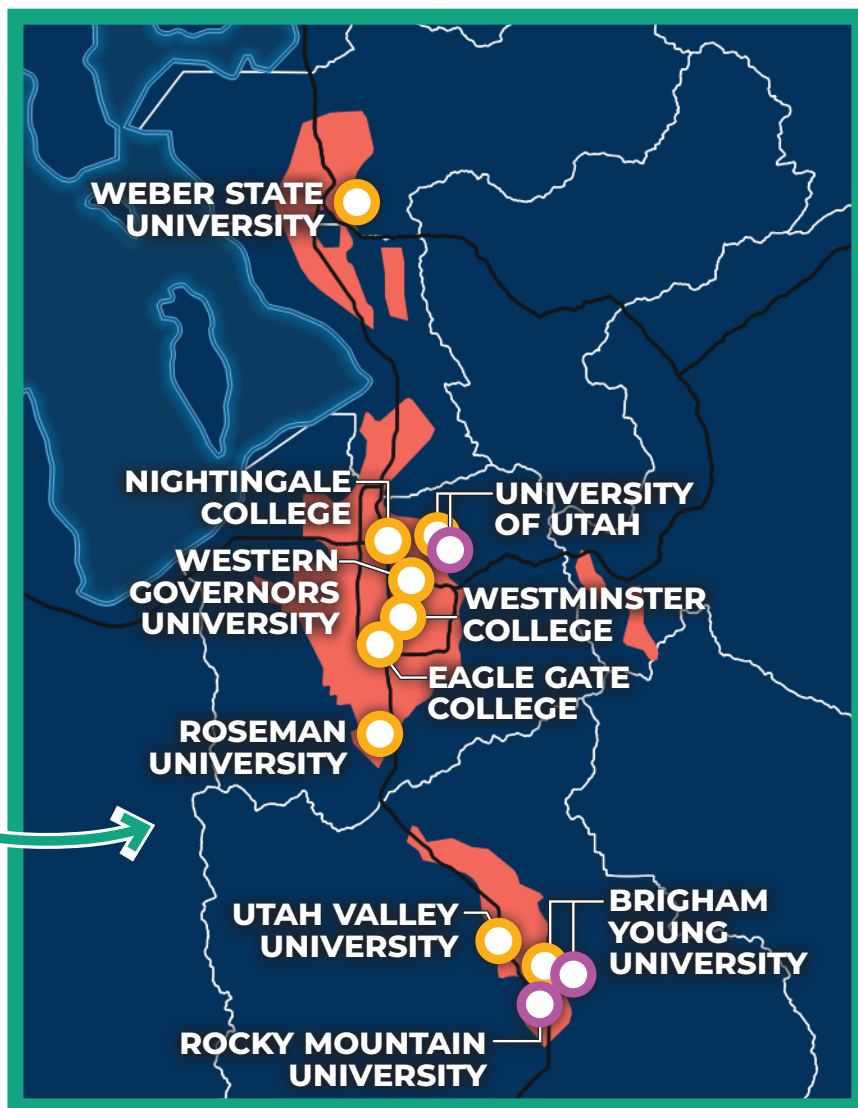 WEBER STATE
UNIVERSITY
NIGHTINGALE
COLLEGE
UNIVERSITY
OF UTAH
WESTERN
GOVERNORS
UNIVERSITY
WESTMINSTER
COLLEGE
EAGLE GATE
COLLEGE
ROSEMAN
UNIVERSITY
UTAH VALLEY
UNIVERSITY
BRIGHAM
YOUNG
UNIVERSITY
ROCKY MOUNTAIN
UNIVERSITY